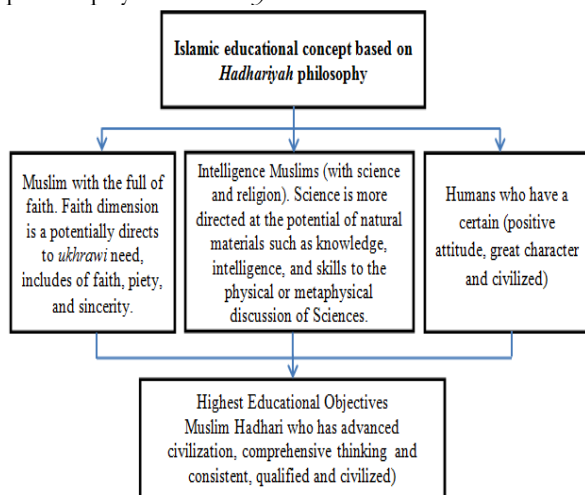 Islamic educational concept based on
Hadhariyah philosophy
Muslim with the full of
faith. Faith dimension
is a potentially directs
to ukhrawi need,
includes of faith, piety,
and sincerity.
Intelligence Muslims (with science
and religion). Science is more
directed at the potential of natural
materials such as knowledge,
intelligence, and skills to the
physical or metaphysical
discussion of Sciences.
Humans who have a
certain (positive
attitude, great character
and civilized)
Highest Educational Objectives
Muslim Hadhari who has advanced
civilization, comprehensive thinking and
consistent, qualified and civilized)